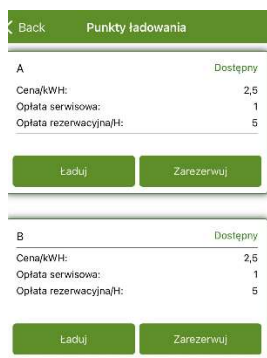 Back Punkty ładowania
A Dostępny
Cena/kWH: 2,5
Opłata serwisowa: 1
Opłata rezerwacyjna/H: 5
Ładuj Zarezerwuj
B Dostępny
Cena/kWH: 2,5
Opłata serwisowa: 1
Opłata rezerwacyjna/H: 5
Ładuj Zarezerwuj